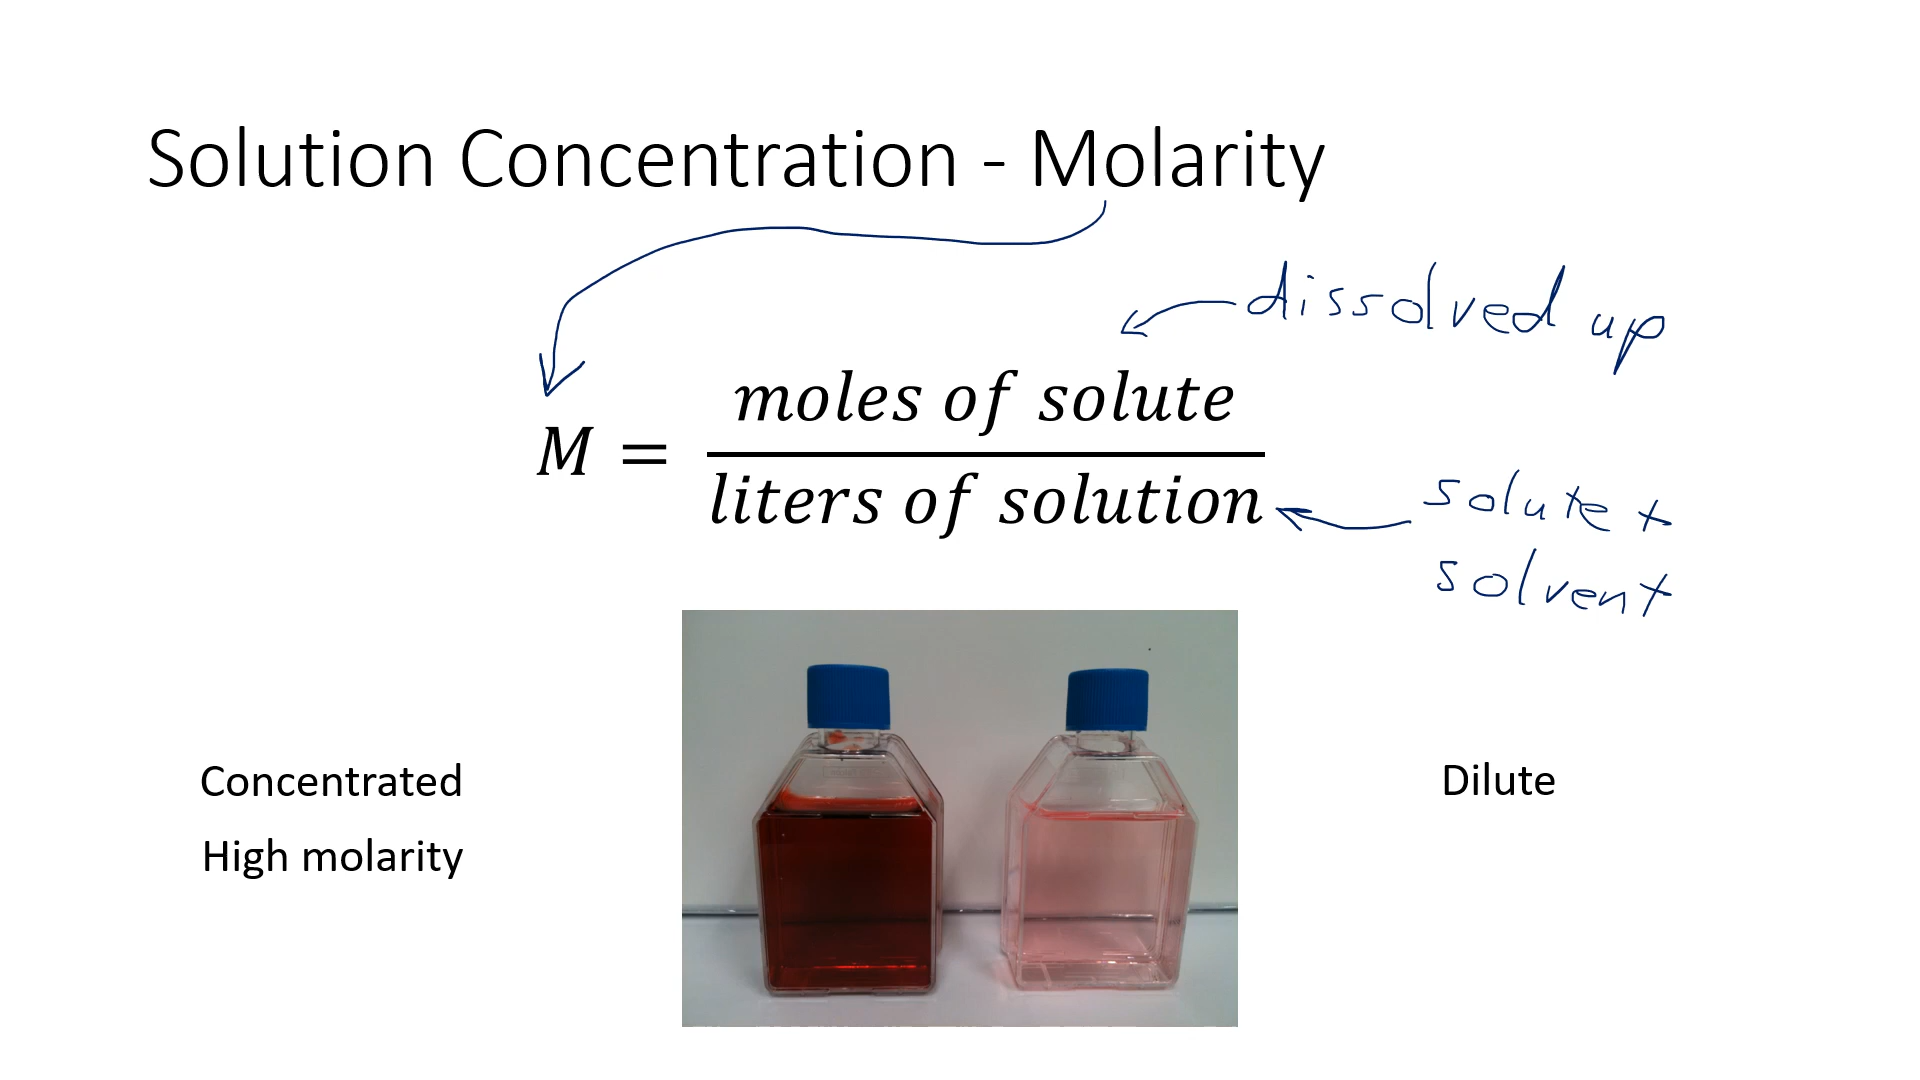 Solution Concentration - Molarity
dissolved up
M = moles of solute
liters of solution
solute +
solvent
Concentrated
High molarity
Dilute